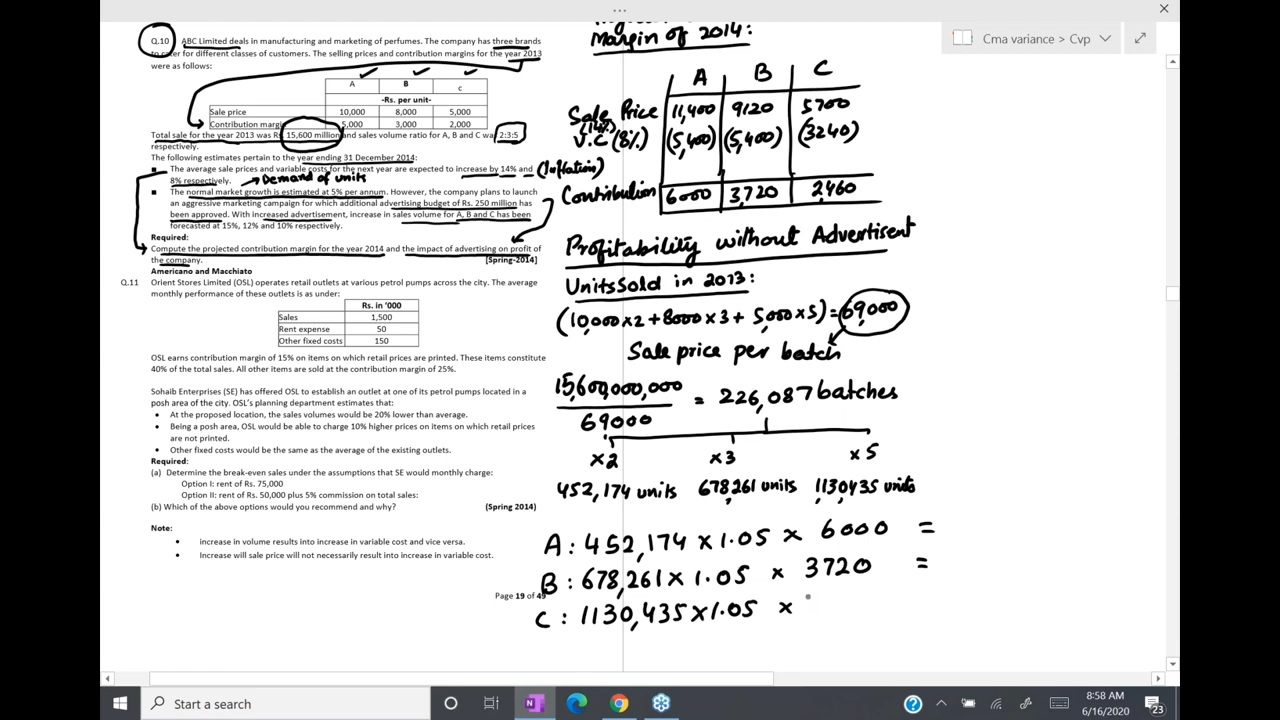 Cma variance > Cvp
Q.10 ABC Limited deals in manufacturing and marketing of perfumes. The company has three brands
to cater for different classes of customers. The selling prices and contribution margins for the year 2013
were as follows:
A B c
-Rs. per unit-
Sale price 10,000 8,000 5,000
Contribution margin 5,000 3,000 2,000
Total sale for the year 2013 was Rs. 15,600 million and sales volume ratio for A, B and C was 2:3:5
respectively.
The following estimates pertain to the year ending 31 December 2014:
▪ The average sale prices and variable costs for the next year are expected to increase by 14% and (Inflation)
8% respectively. → Demand of units
▪ The normal market growth is estimated at 5% per annum. However, the company plans to launch
an aggressive marketing campaign for which additional advertising budget of Rs. 250 million has
been approved. With increased advertisement, increase in sales volume for A, B and C has been
forecasted at 15%, 12% and 10% respectively.
Required:
Compute the projected contribution margin for the year 2014 and the impact of advertising on profit of
the company. [Spring-2014]
Americano and Macchiato
Q.11 Orient Stores Limited (OSL) operates retail outlets at various petrol pumps across the city. The average
monthly performance of these outlets is as under:
Rs. in '000
Sales 1,500
Rent expense 50
Other fixed costs 150
OSL earns contribution margin of 15% on items on which retail prices are printed. These items constitute
40% of the total sales. All other items are sold at the contribution margin of 25%.
Sohaib Enterprises (SE) has offered OSL to establish an outlet at one of its petrol pumps located in a
posh area of the city. OSL's planning department estimates that:
• At the proposed location, the sales volumes would be 20% lower than average.
• Being a posh area, OSL would be able to charge 10% higher prices on items on which retail prices
are not printed.
• Other fixed costs would be the same as the average of the existing outlets.
Required:
(a) Determine the break-even sales under the assumptions that SE would monthly charge:
Option I: rent of Rs. 75,000
Option II: rent of Rs. 50,000 plus 5% commission on total sales:
(b) Which of the above options would you recommend and why? (Spring 2014)
Note:
• increase in volume results into increase in variable cost and vice versa.
• Increase will sale price will not necessarily result into increase in variable cost.
Page 19 of 49
Margin of 2014:
A B C
Sale Price 11,400 9120 5700
(14%)
V.C (8%) (5,400) (5,400) (3240)
Contribution 6000 3,720 2,460
Profitability without Advertisent
Units Sold in 2013:
(10,000 x 2 + 8000 x 3 + 5,000 x 5) = 69,000
Sale price per batch
15,600,000,000
= 226,087 batches
69000
x2 x3 x5
452,174 units 678,261 units 1,130,435 units
A : 452,174 x 1.05 x 6000 =
B : 678,261 x 1.05 x 3720 =
C : 1130,435 x 1.05 x
Start a search
8:58 AM
6/16/2020
23